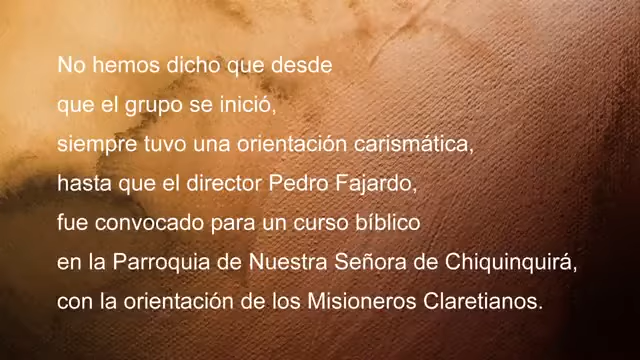 No hemos dicho que desde
que el grupo se inició,
siempre tuvo una orientación carismática,
hasta que el director Pedro Fajardo,
fue convocado para un curso bíblico
en la Parroquia de Nuestra Señora de Chiquinquirá,
con la orientación de los Misioneros Claretianos.